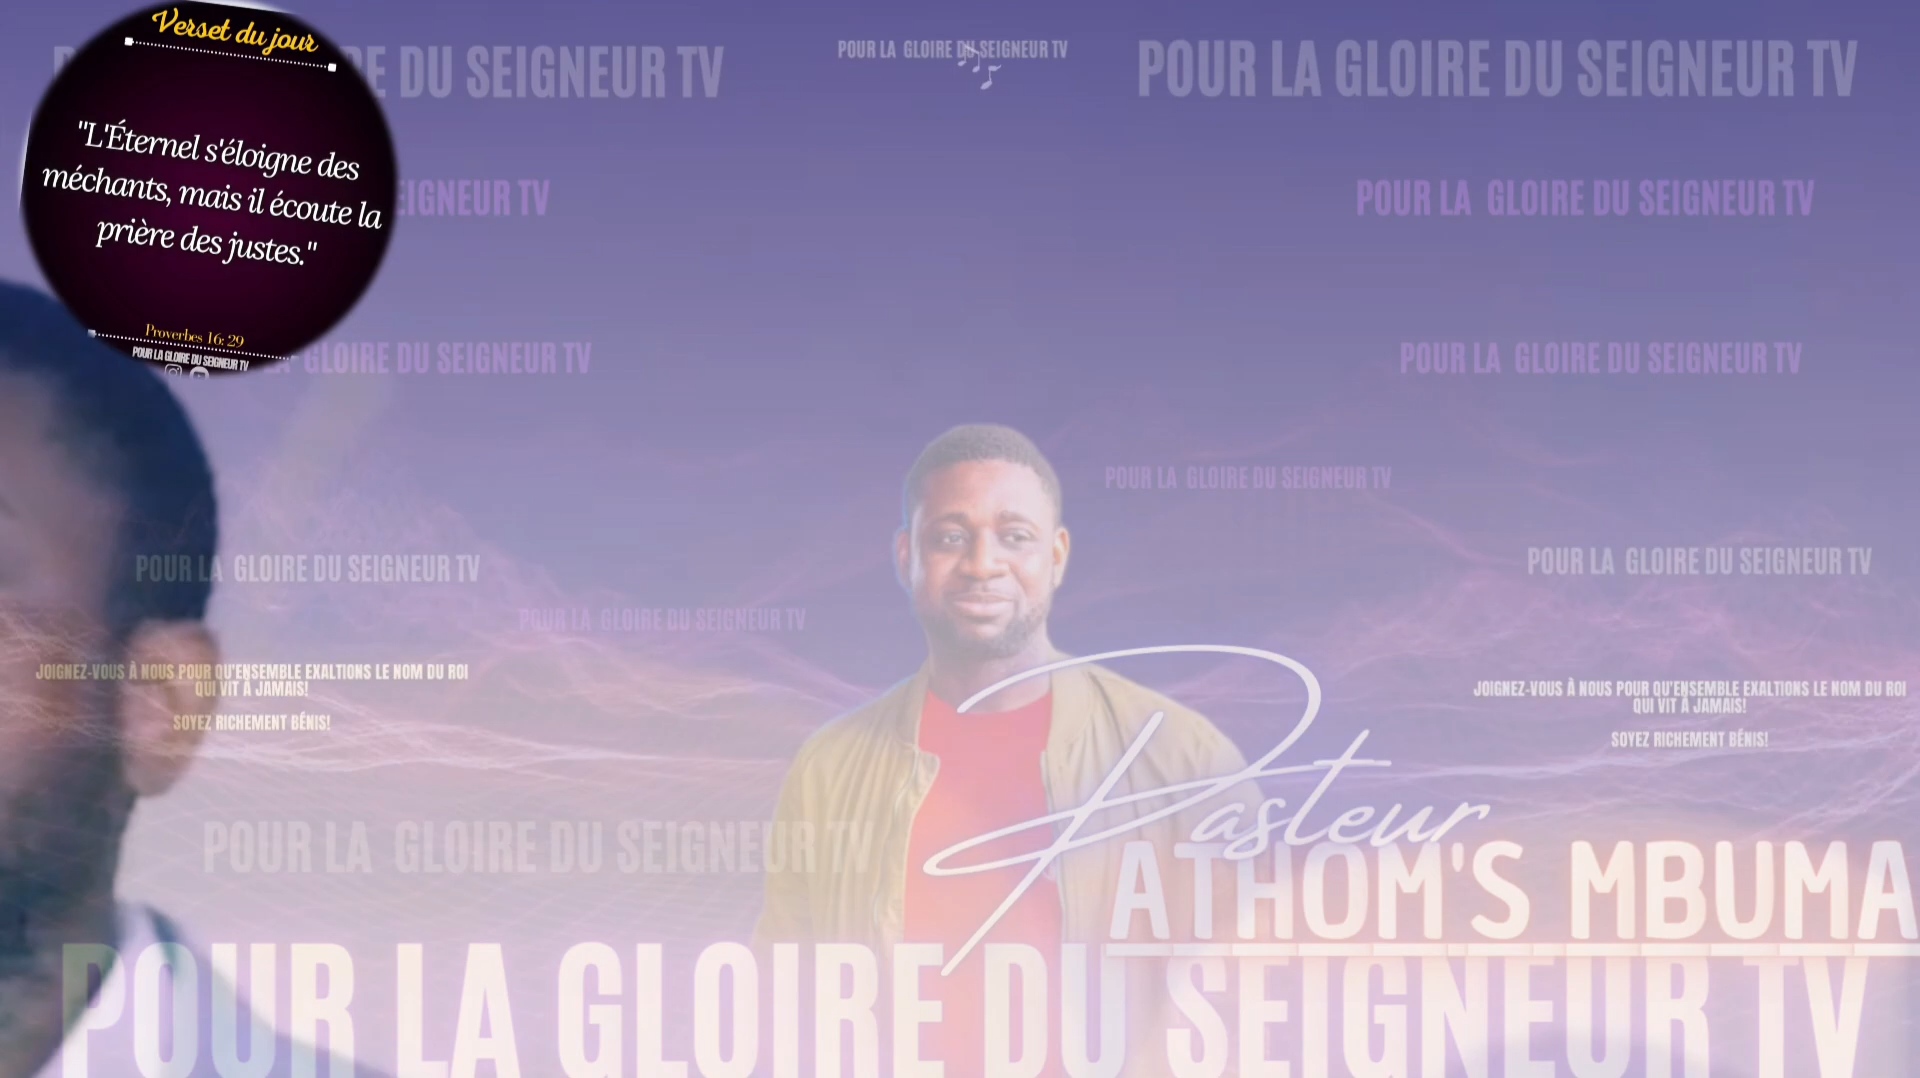 Verset du jour
"L'Éternel s'éloigne des
méchants, mais il écoute la
prière des justes."
Proverbes 16: 29
POUR LA GLOIRE DU SEIGNEUR TV
E DU SEIGNEUR TV
POUR LA GLOIRE DU SEIGNEUR TV
POUR LA GLOIRE DU SEIGNEUR TV
EIGNEUR TV
POUR LA GLOIRE DU SEIGNEUR TV
GLOIRE DU SEIGNEUR TV
POUR LA GLOIRE DU SEIGNEUR TV
POUR LA GLOIRE DU SEIGNEUR TV
POUR LA GLOIRE DU SEIGNEUR TV
POUR LA GLOIRE DU SEIGNEUR TV
POUR LA GLOIRE DU SEIGNEUR TV
JOIGNEZ-VOUS À NOUS POUR QU'ENSEMBLE EXALTIONS LE NOM DU ROI
QUI VIT À JAMAIS!
SOYEZ RICHEMENT BÉNIS!
JOIGNEZ-VOUS À NOUS POUR QU'ENSEMBLE EXALTIONS LE NOM DU ROI
QUI VIT À JAMAIS!
SOYEZ RICHEMENT BÉNIS!
POUR LA GLOIRE DU SEIGNEUR TV
Pasteur
ATHOM'S MBUMA
POUR LA GLOIRE DU SEIGNEUR TV